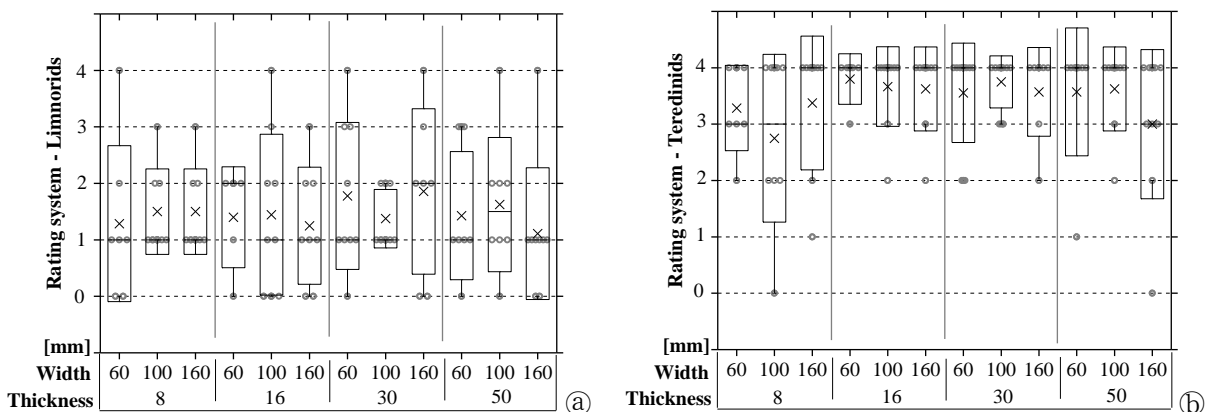 Rating system - Limnorids
4
3
2
1
0
[mm]
Width 60 100 160 60 100 160 60 100 160 60 100 160
Thickness 8 16 30 50
ⓐ
Rating system - Teredinids
4
3
2
1
0
[mm]
Width 60 100 160 60 100 160 60 100 160 60 100 160
Thickness 8 16 30 50
ⓑ